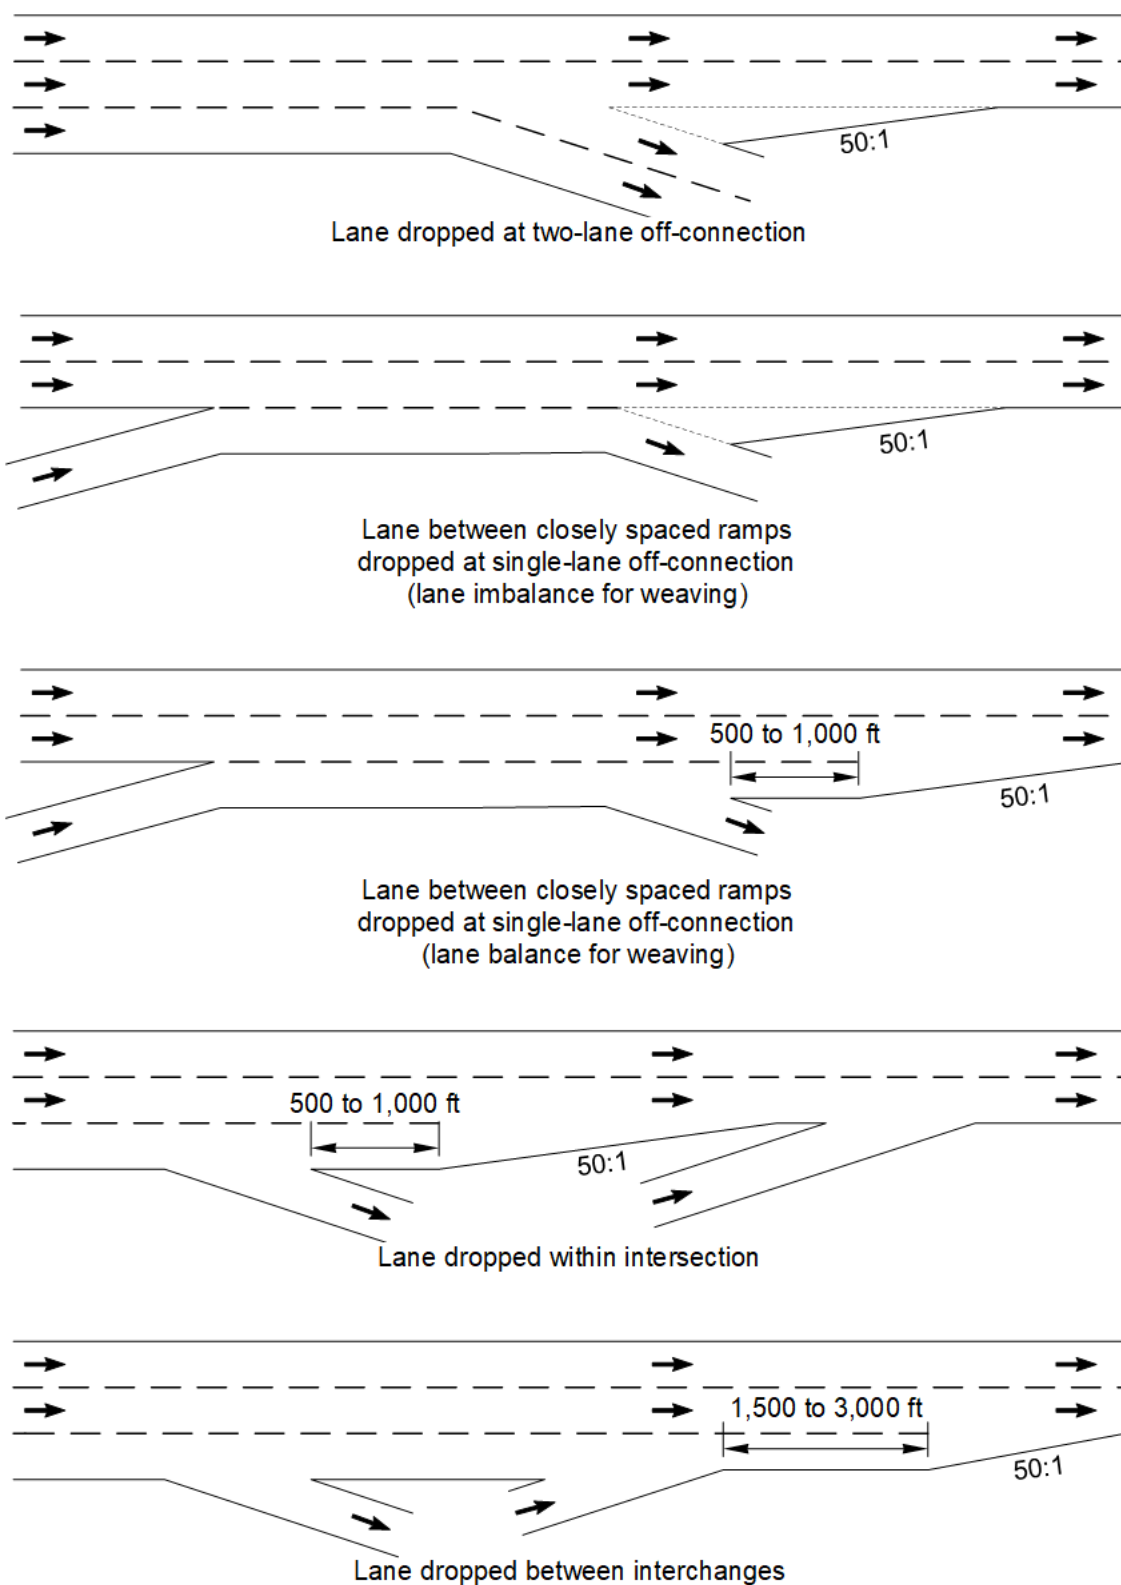 50:1
Lane dropped at two-lane off-connection
50:1
Lane between closely spaced ramps
dropped at single-lane off-connection
(lane imbalance for weaving)
500 to 1,000 ft
50:1
Lane between closely spaced ramps
dropped at single-lane off-connection
(lane balance for weaving)
500 to 1,000 ft
50:1
Lane dropped within intersection
1,500 to 3,000 ft
50:1
Lane dropped between interchanges